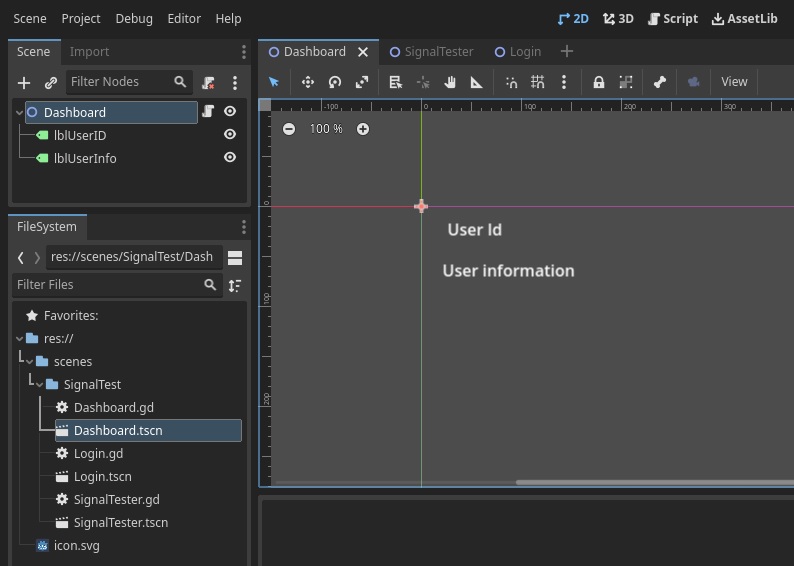 Scene Project Debug Editor Help 2D 3D Script AssetLib
Scene Import
Filter Nodes
Dashboard
lblUserID
lblUserInfo
FileSystem
res://scenes/SignalTest/Dash
Filter Files
Favorites:
res://
scenes
SignalTest
Dashboard.gd
Dashboard.tscn
Login.gd
Login.tscn
SignalTester.gd
SignalTester.tscn
icon.svg
Dashboard SignalTester Login
View
-100 0 100 200 300
100 %
0
User Id
User information
100
200